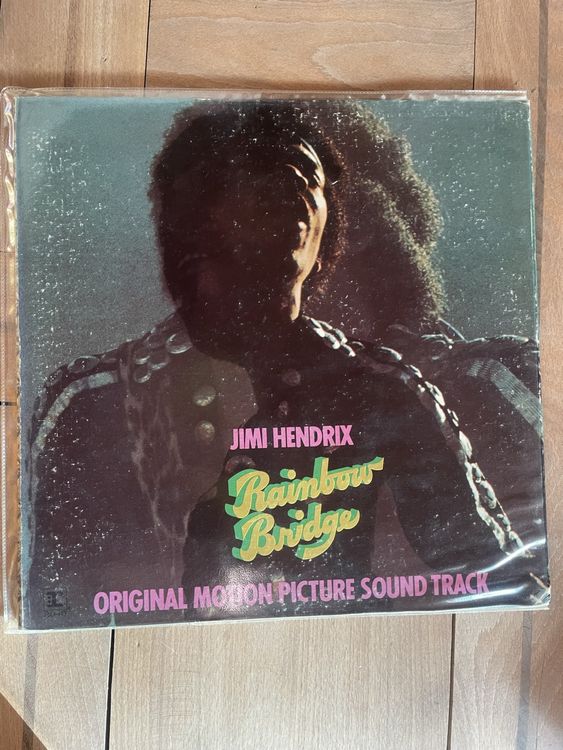 JIMI HENDRIX
Rainbow
Bridge
ORIGINAL MOTION PICTURE SOUND TRACK